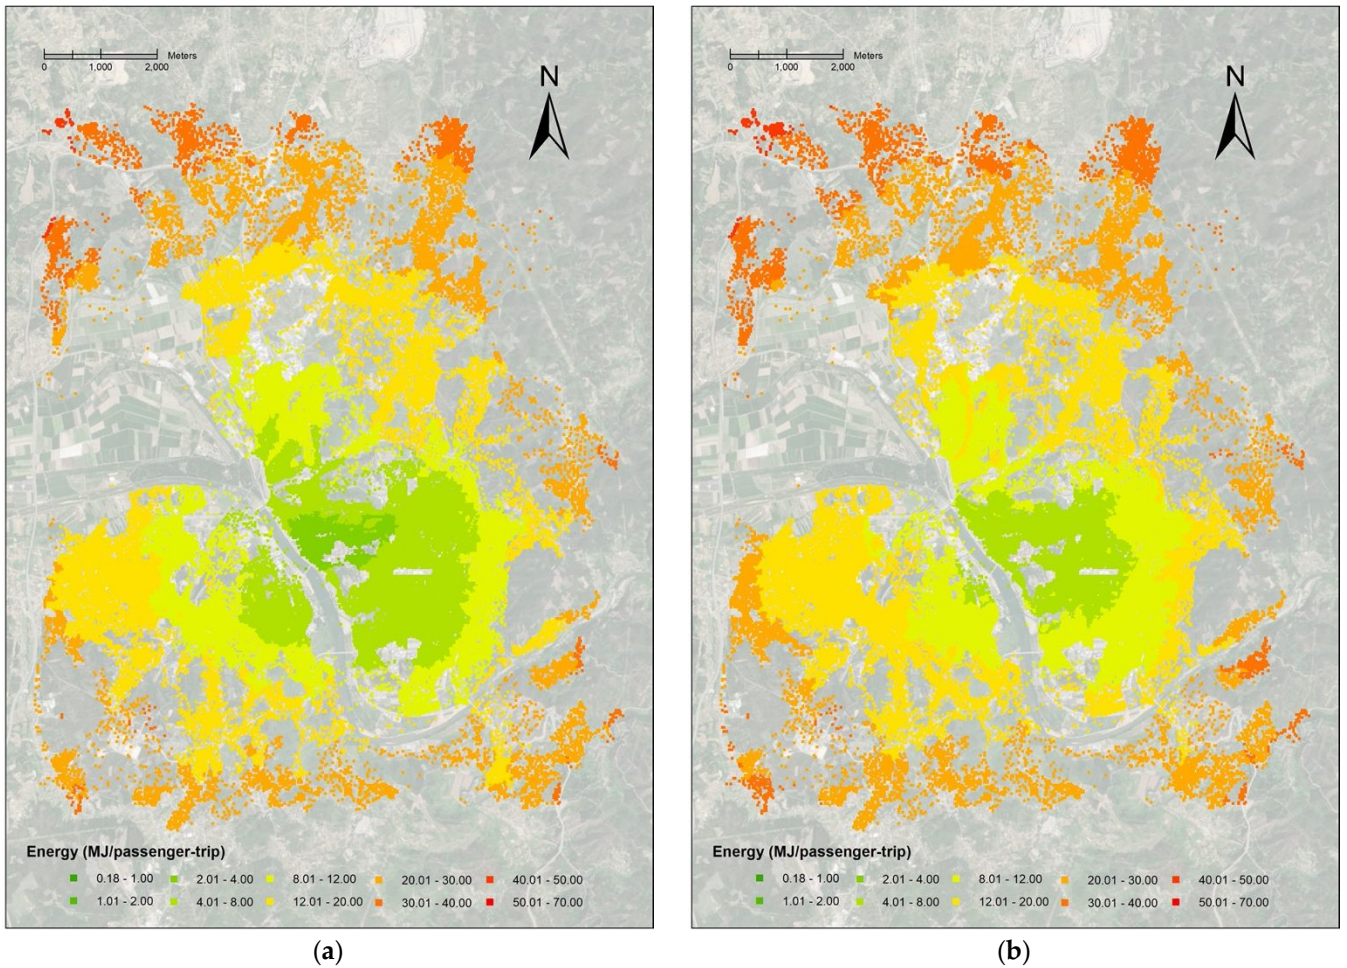 Meters
0 1,000 2,000
N
Energy (MJ/passenger-trip)
0.18 - 1.00 2.01 - 4.00 8.01 - 12.00 20.01 - 30.00 40.01 - 50.00
1.01 - 2.00 4.01 - 8.00 12.01 - 20.00 30.01 - 40.00 50.01 - 70.00
(a)
Meters
0 1,000 2,000
N
Energy (MJ/passenger-trip)
0.18 - 1.00 2.01 - 4.00 8.01 - 12.00 20.01 - 30.00 40.01 - 50.00
1.01 - 2.00 4.01 - 8.00 12.01 - 20.00 30.01 - 40.00 50.01 - 70.00
(b)